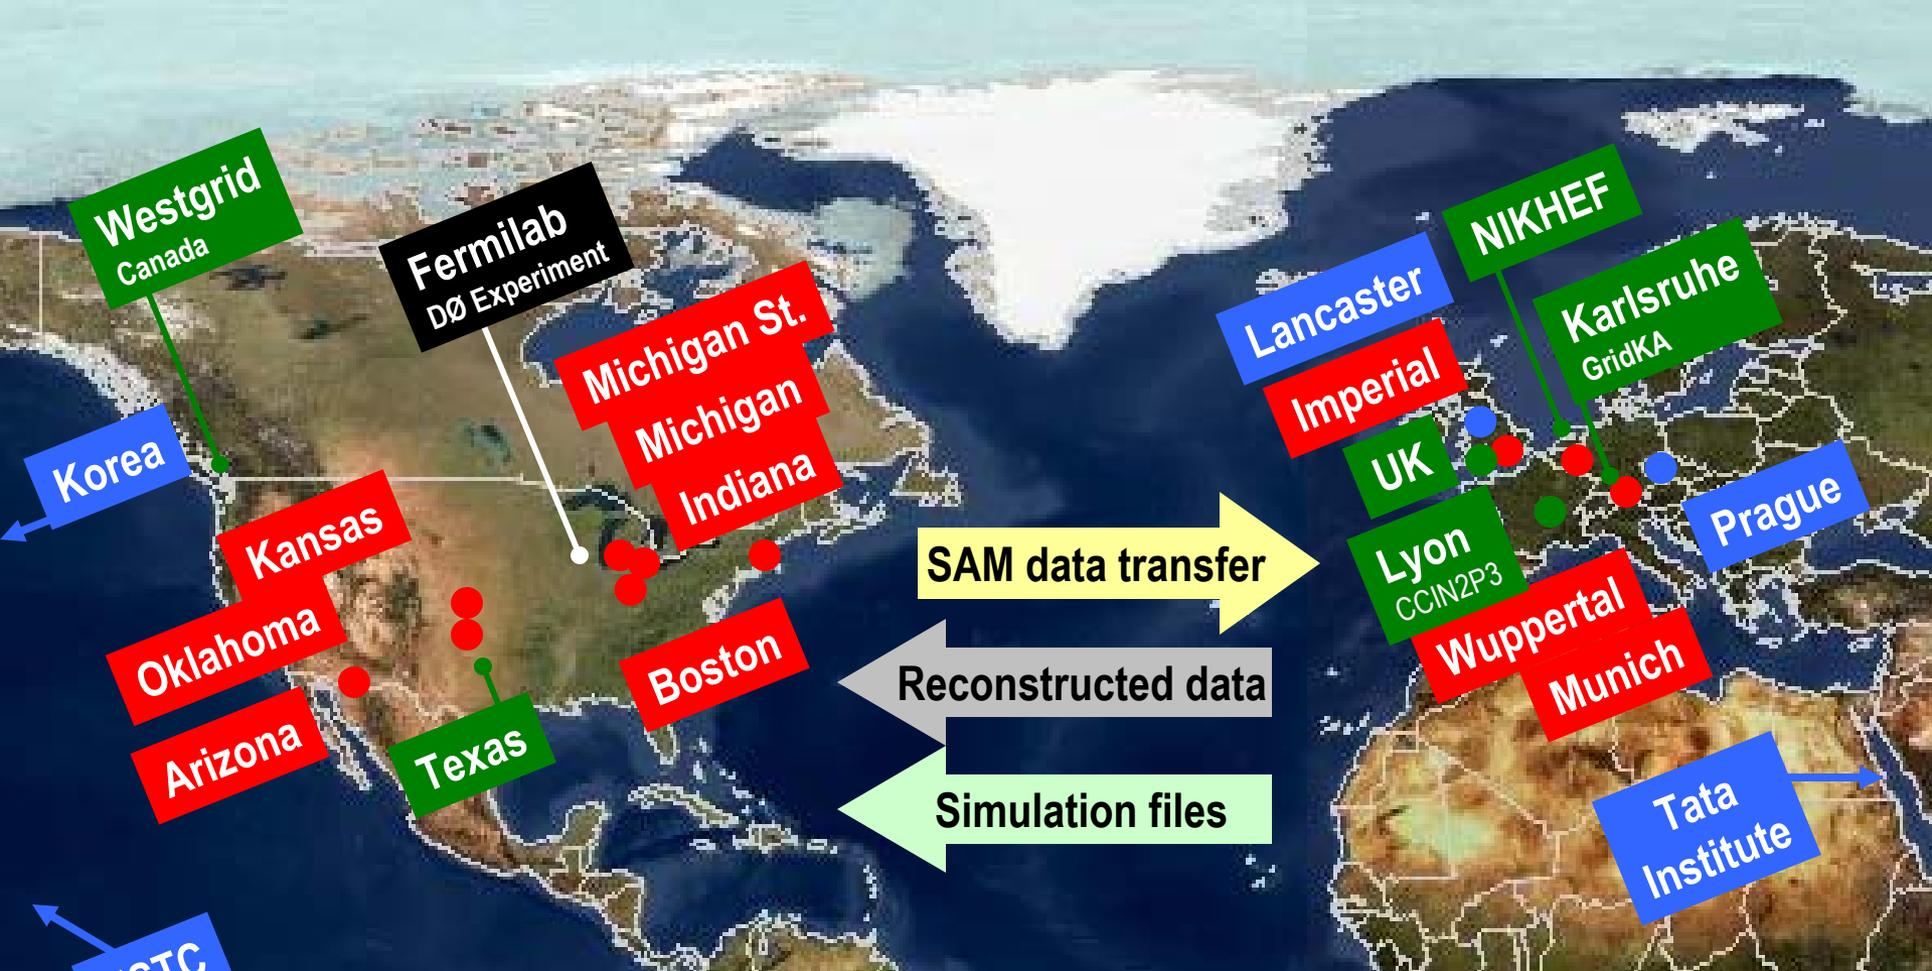 Westgrid
Canada
Fermilab
DØ Experiment
Michigan St.
Michigan
Indiana
Korea
Kansas
Oklahoma
Arizona
Texas
Boston
SAM data transfer
Reconstructed data
Simulation files
NIKHEF
Karlsruhe
GridKA
Lancaster
Imperial
UK
Lyon
CCIN2P3
Prague
Wuppertal
Munich
Tata
Institute